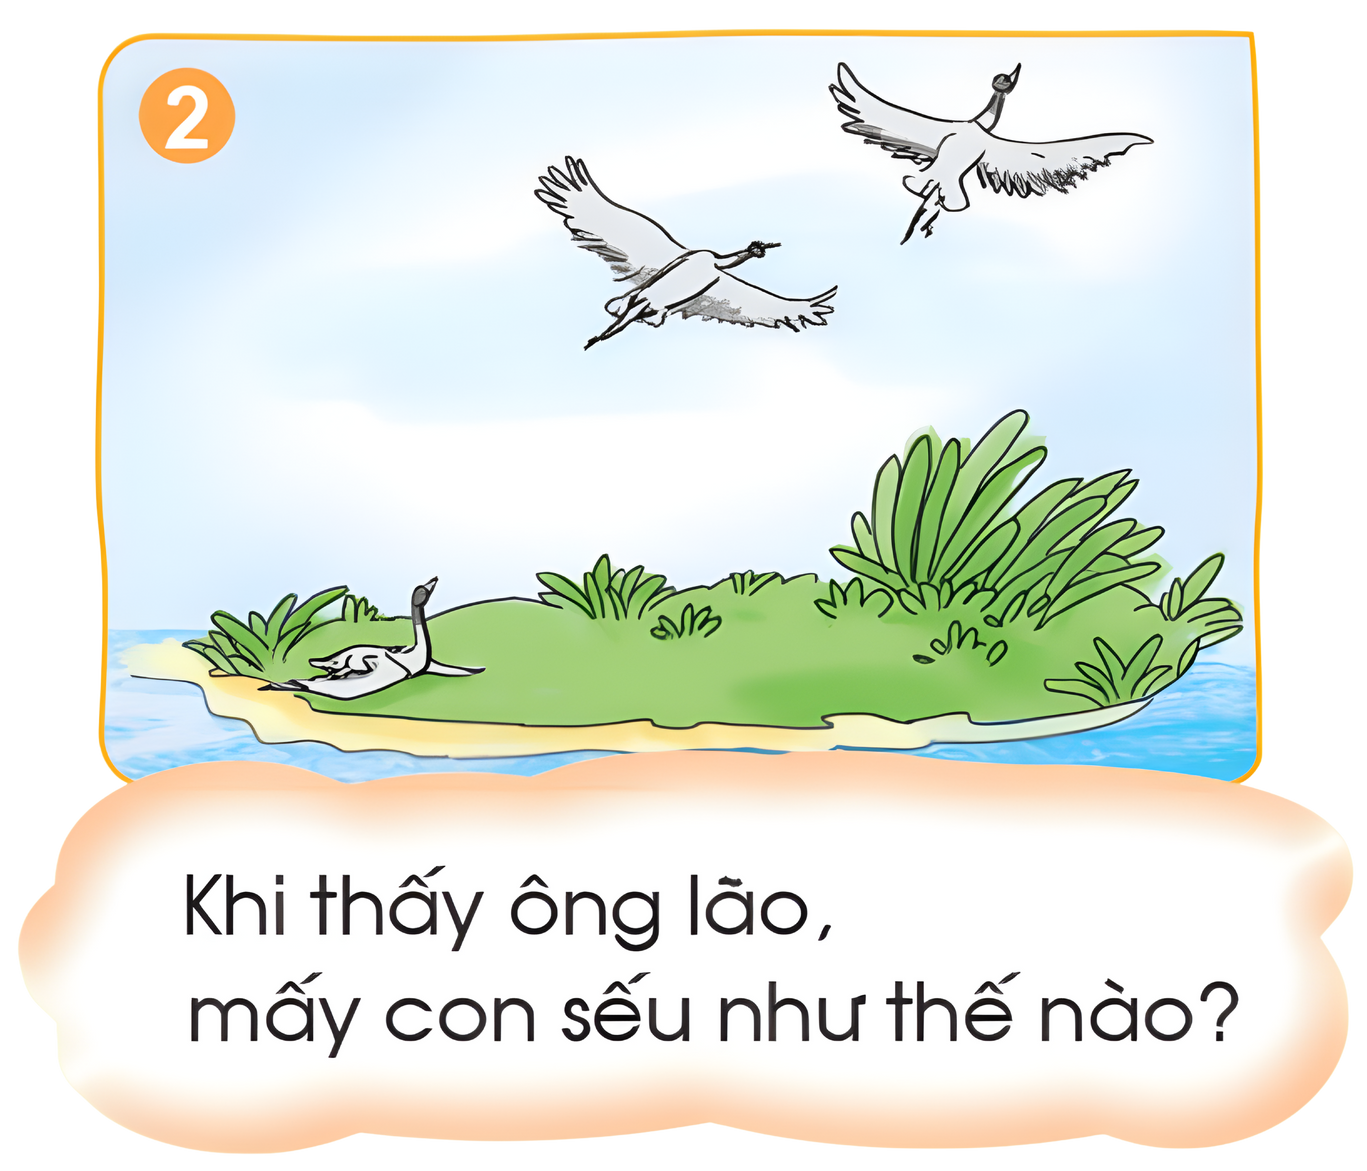 2
Khi thấy ông lão,
mấy con sếu như thế nào?